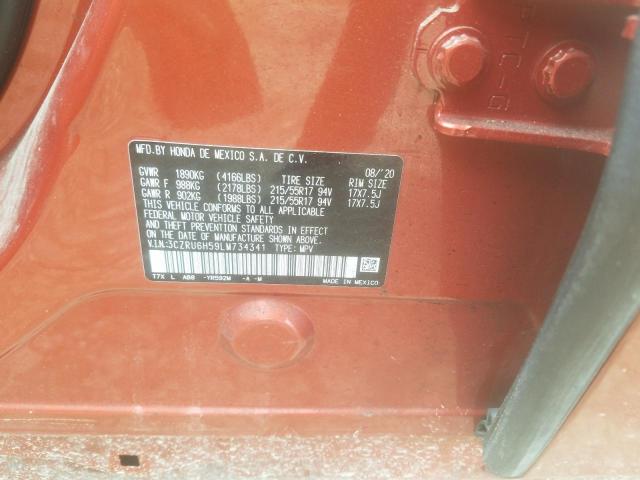 MFD.BY HONDA DE MEXICO S.A. DE C.V. 08/'20
GVWR 1890KG (4166LBS) TIRE SIZE RIM SIZE
GAWR F 988KG (2178LBS) 215/55R17 94V 17X7.5J
GAWR R 902KG (1988LBS) 215/55R17 94V 17X7.5J
THIS VEHICLE CONFORMS TO ALL APPLICABLE
FEDERAL MOTOR VEHICLE SAFETY
AND THEFT PREVENTION STANDARDS IN EFFECT
ON THE DATE OF MANUFACTURE SHOWN ABOVE.
V.I.N:3CZRU6H59LM734341 TYPE: MPV
T7X L ABB -YR592M -A -M MADE IN MEXICO